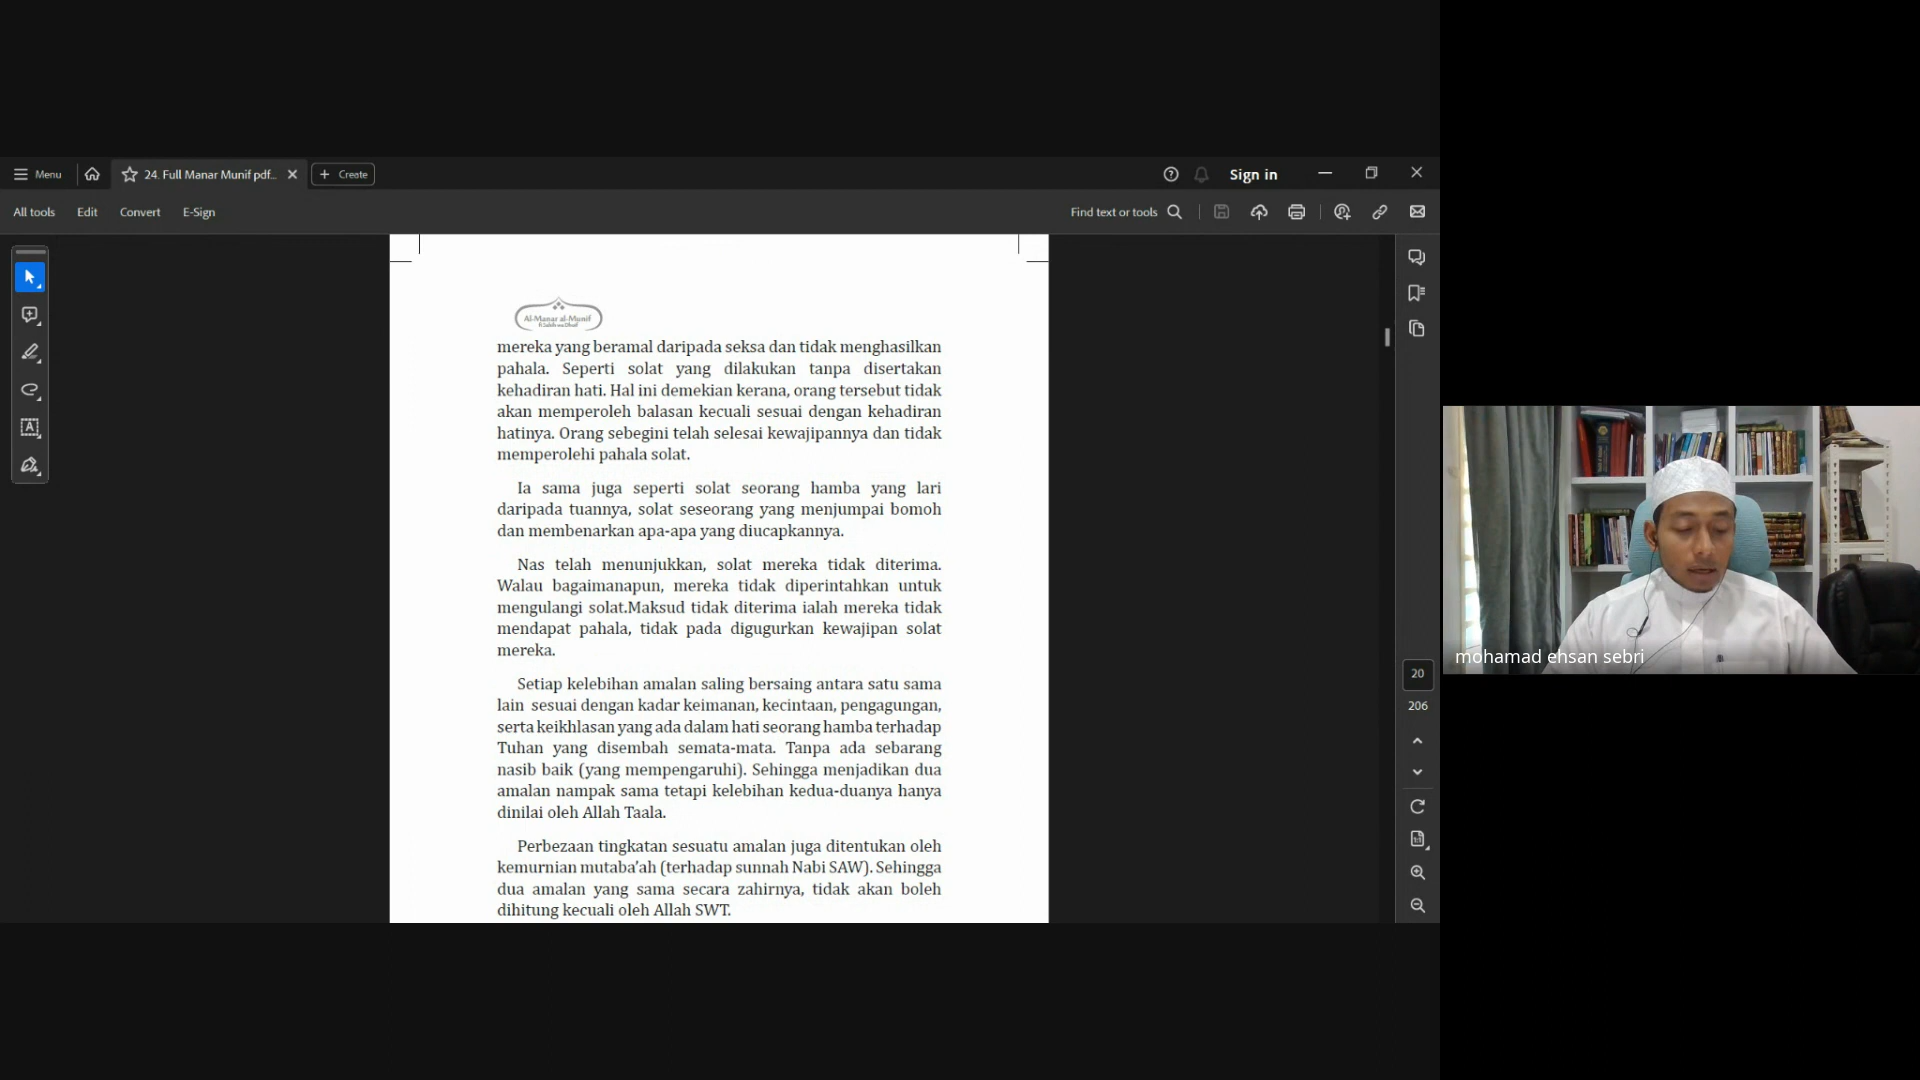 Menu
24. Full Manar Munif pdf...
Create
Sign in
All tools
Edit
Convert
E-Sign
Find text or tools
Al-Manar al-Munif
fi Sahih wa Dhaif
mereka yang beramal daripada seksa dan tidak menghasilkan
pahala. Seperti solat yang dilakukan tanpa disertakan
kehadiran hati. Hal ini demekian kerana, orang tersebut tidak
akan memperoleh balasan kecuali sesuai dengan kehadiran
hatinya. Orang sebegini telah selesai kewajipannya dan tidak
memperolehi pahala solat.
Ia sama juga seperti solat seorang hamba yang lari
daripada tuannya, solat seseorang yang menjumpai bomoh
dan membenarkan apa-apa yang diucapkannya.
Nas telah menunjukkan, solat mereka tidak diterima.
Walau bagaimanapun, mereka tidak diperintahkan untuk
mengulangi solat.Maksud tidak diterima ialah mereka tidak
mendapat pahala, tidak pada digugurkan kewajipan solat
mereka.
Setiap kelebihan amalan saling bersaing antara satu sama
lain sesuai dengan kadar keimanan, kecintaan, pengagungan,
serta keikhlasan yang ada dalam hati seorang hamba terhadap
Tuhan yang disembah semata-mata. Tanpa ada sebarang
nasib baik (yang mempengaruhi). Sehingga menjadikan dua
amalan nampak sama tetapi kelebihan kedua-duanya hanya
dinilai oleh Allah Taala.
Perbezaan tingkatan sesuatu amalan juga ditentukan oleh
kemurnian mutaba’ah (terhadap sunnah Nabi SAW). Sehingga
dua amalan yang sama secara zahirnya, tidak akan boleh
dihitung kecuali oleh Allah SWT.
20
206
mohamad ehsan sebri